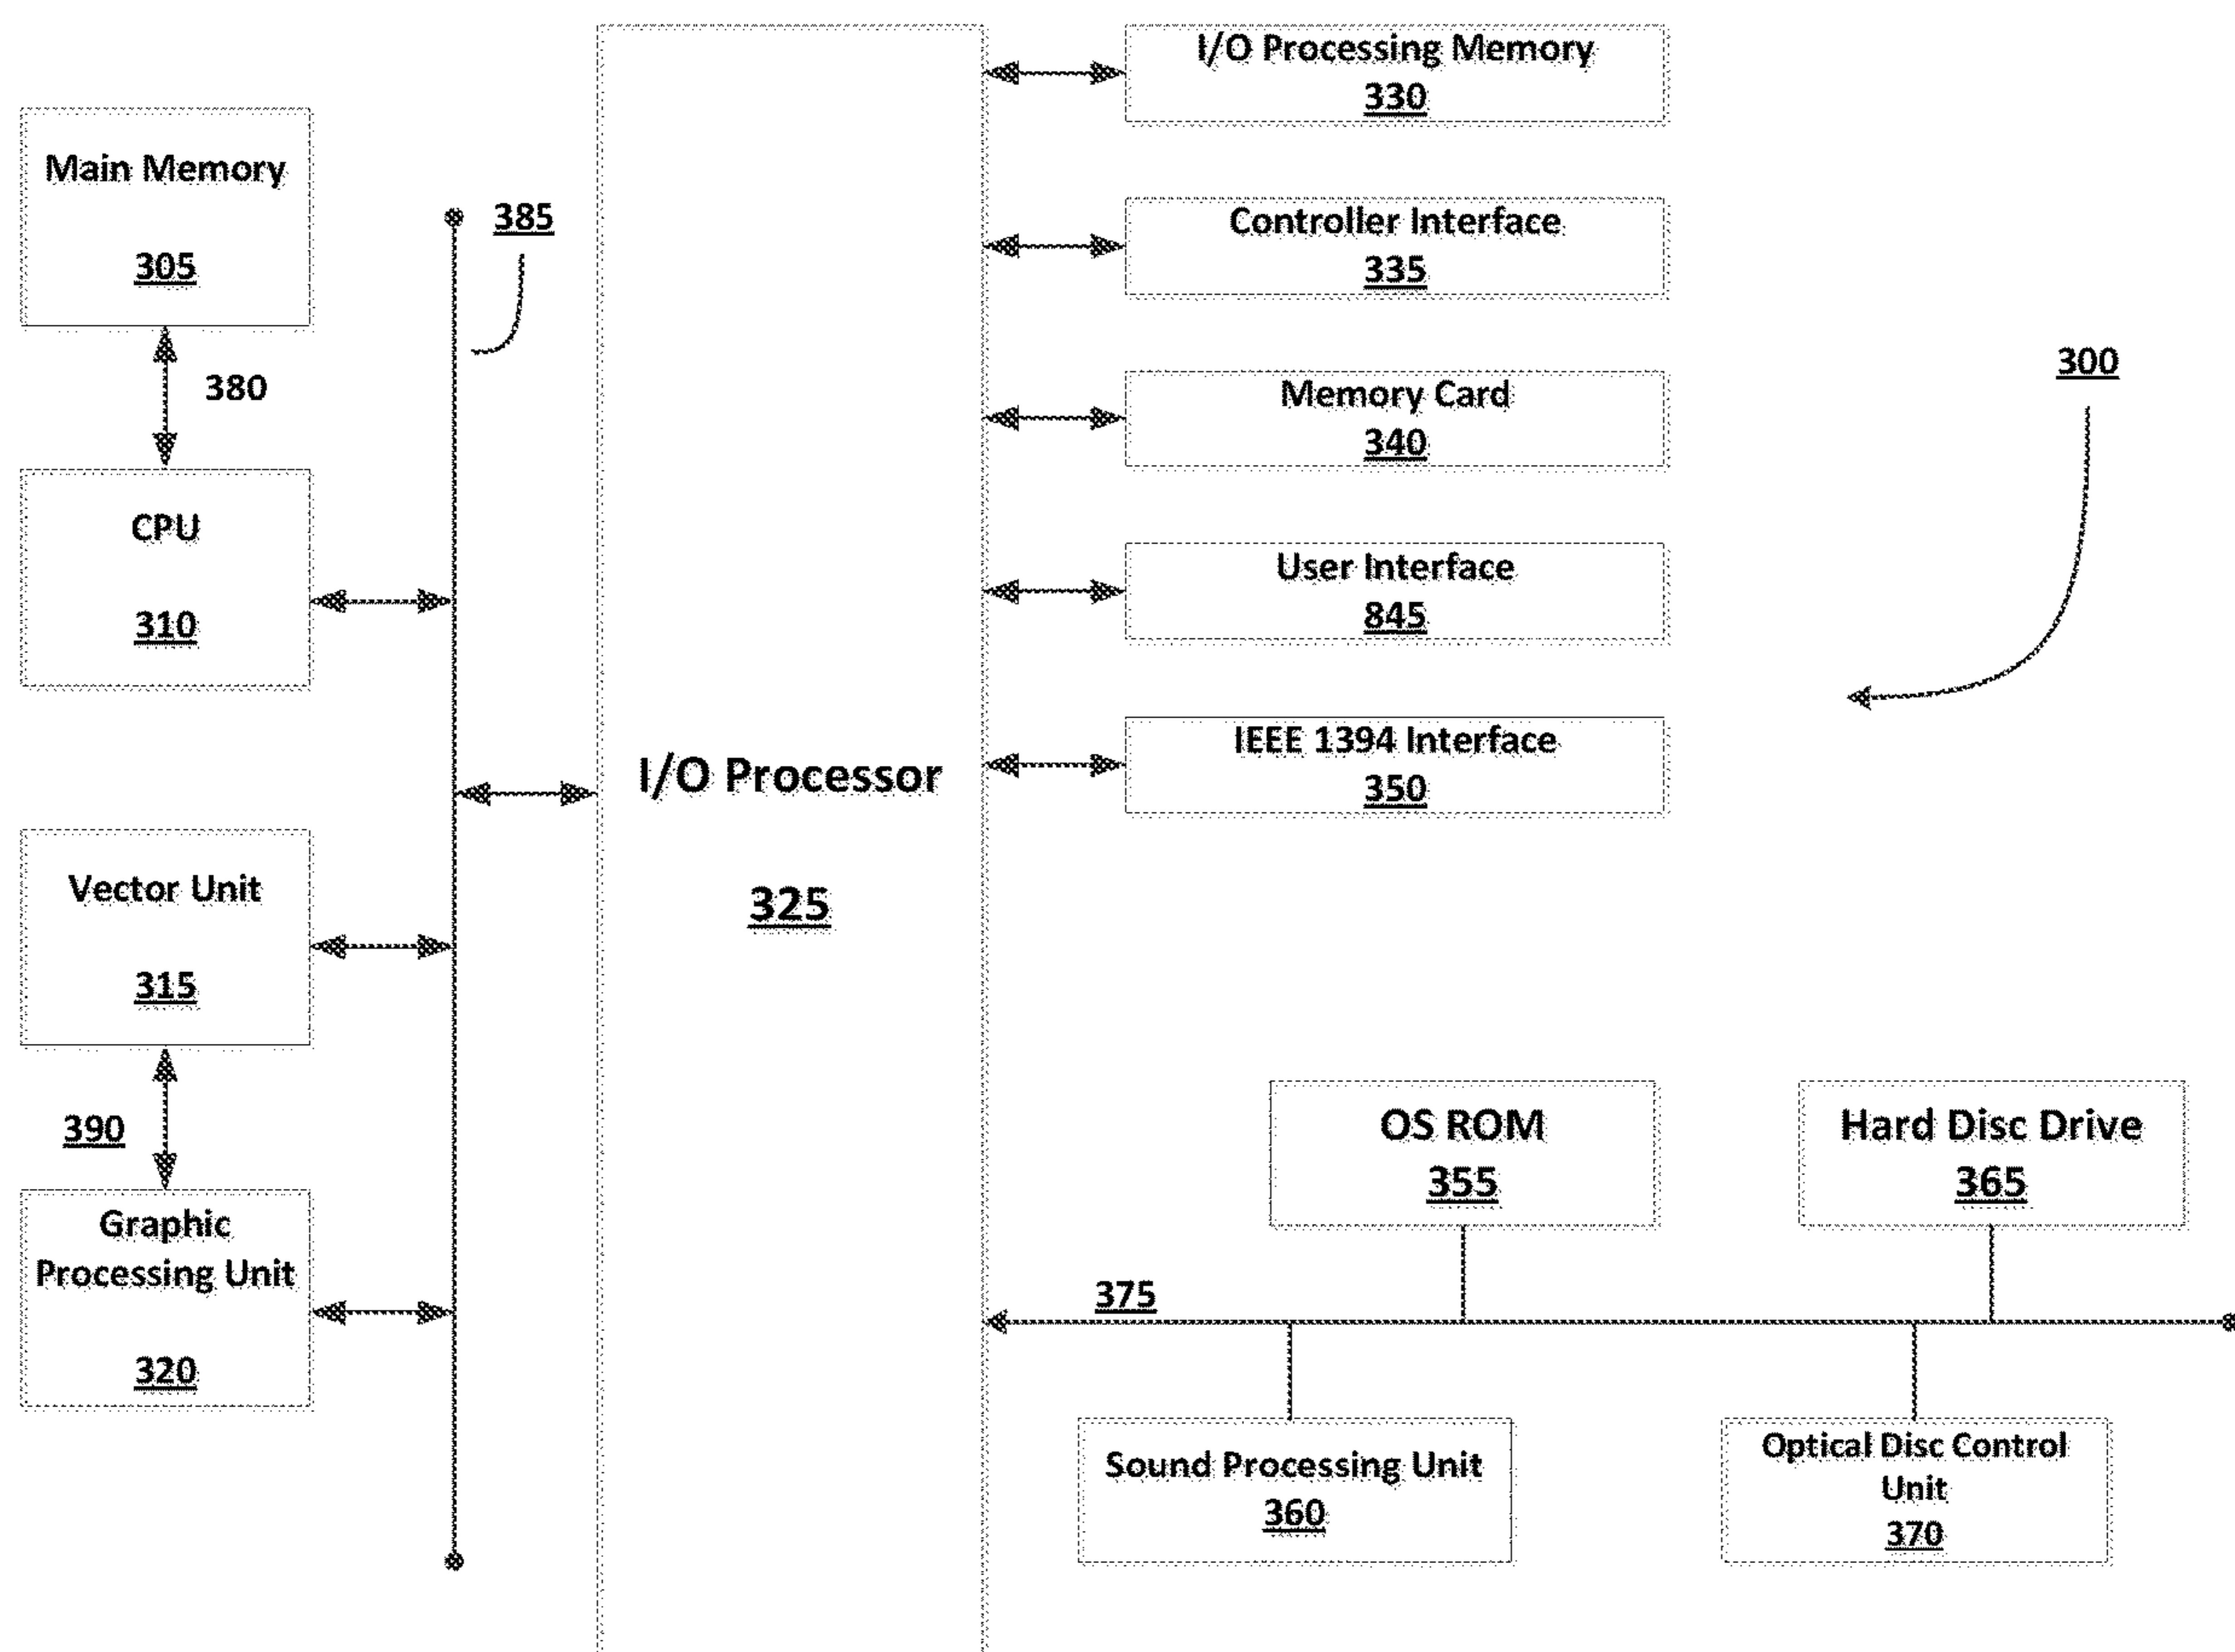 Main Memory
305
380
CPU
310
Vector Unit
315
390
Graphic
Processing Unit
320
385
I/O Processor
325
I/O Processing Memory
330
Controller Interface
335
Memory Card
340
User Interface
845
IEEE 1394 Interface
350
300
OS ROM
355
Hard Disc Drive
365
375
Sound Processing Unit
360
Optical Disc Control
Unit
370